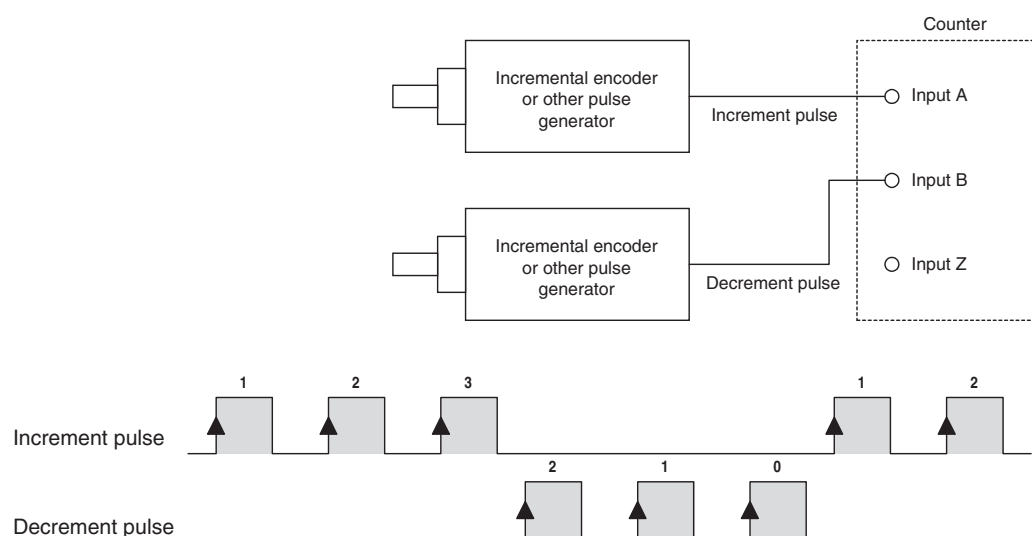 Counter
Incremental encoder
or other pulse
generator
Increment pulse
Input A
Input B
Incremental encoder
or other pulse
generator
Decrement pulse
Input Z
1 2 3 1 2
Increment pulse
2 1 0
Decrement pulse